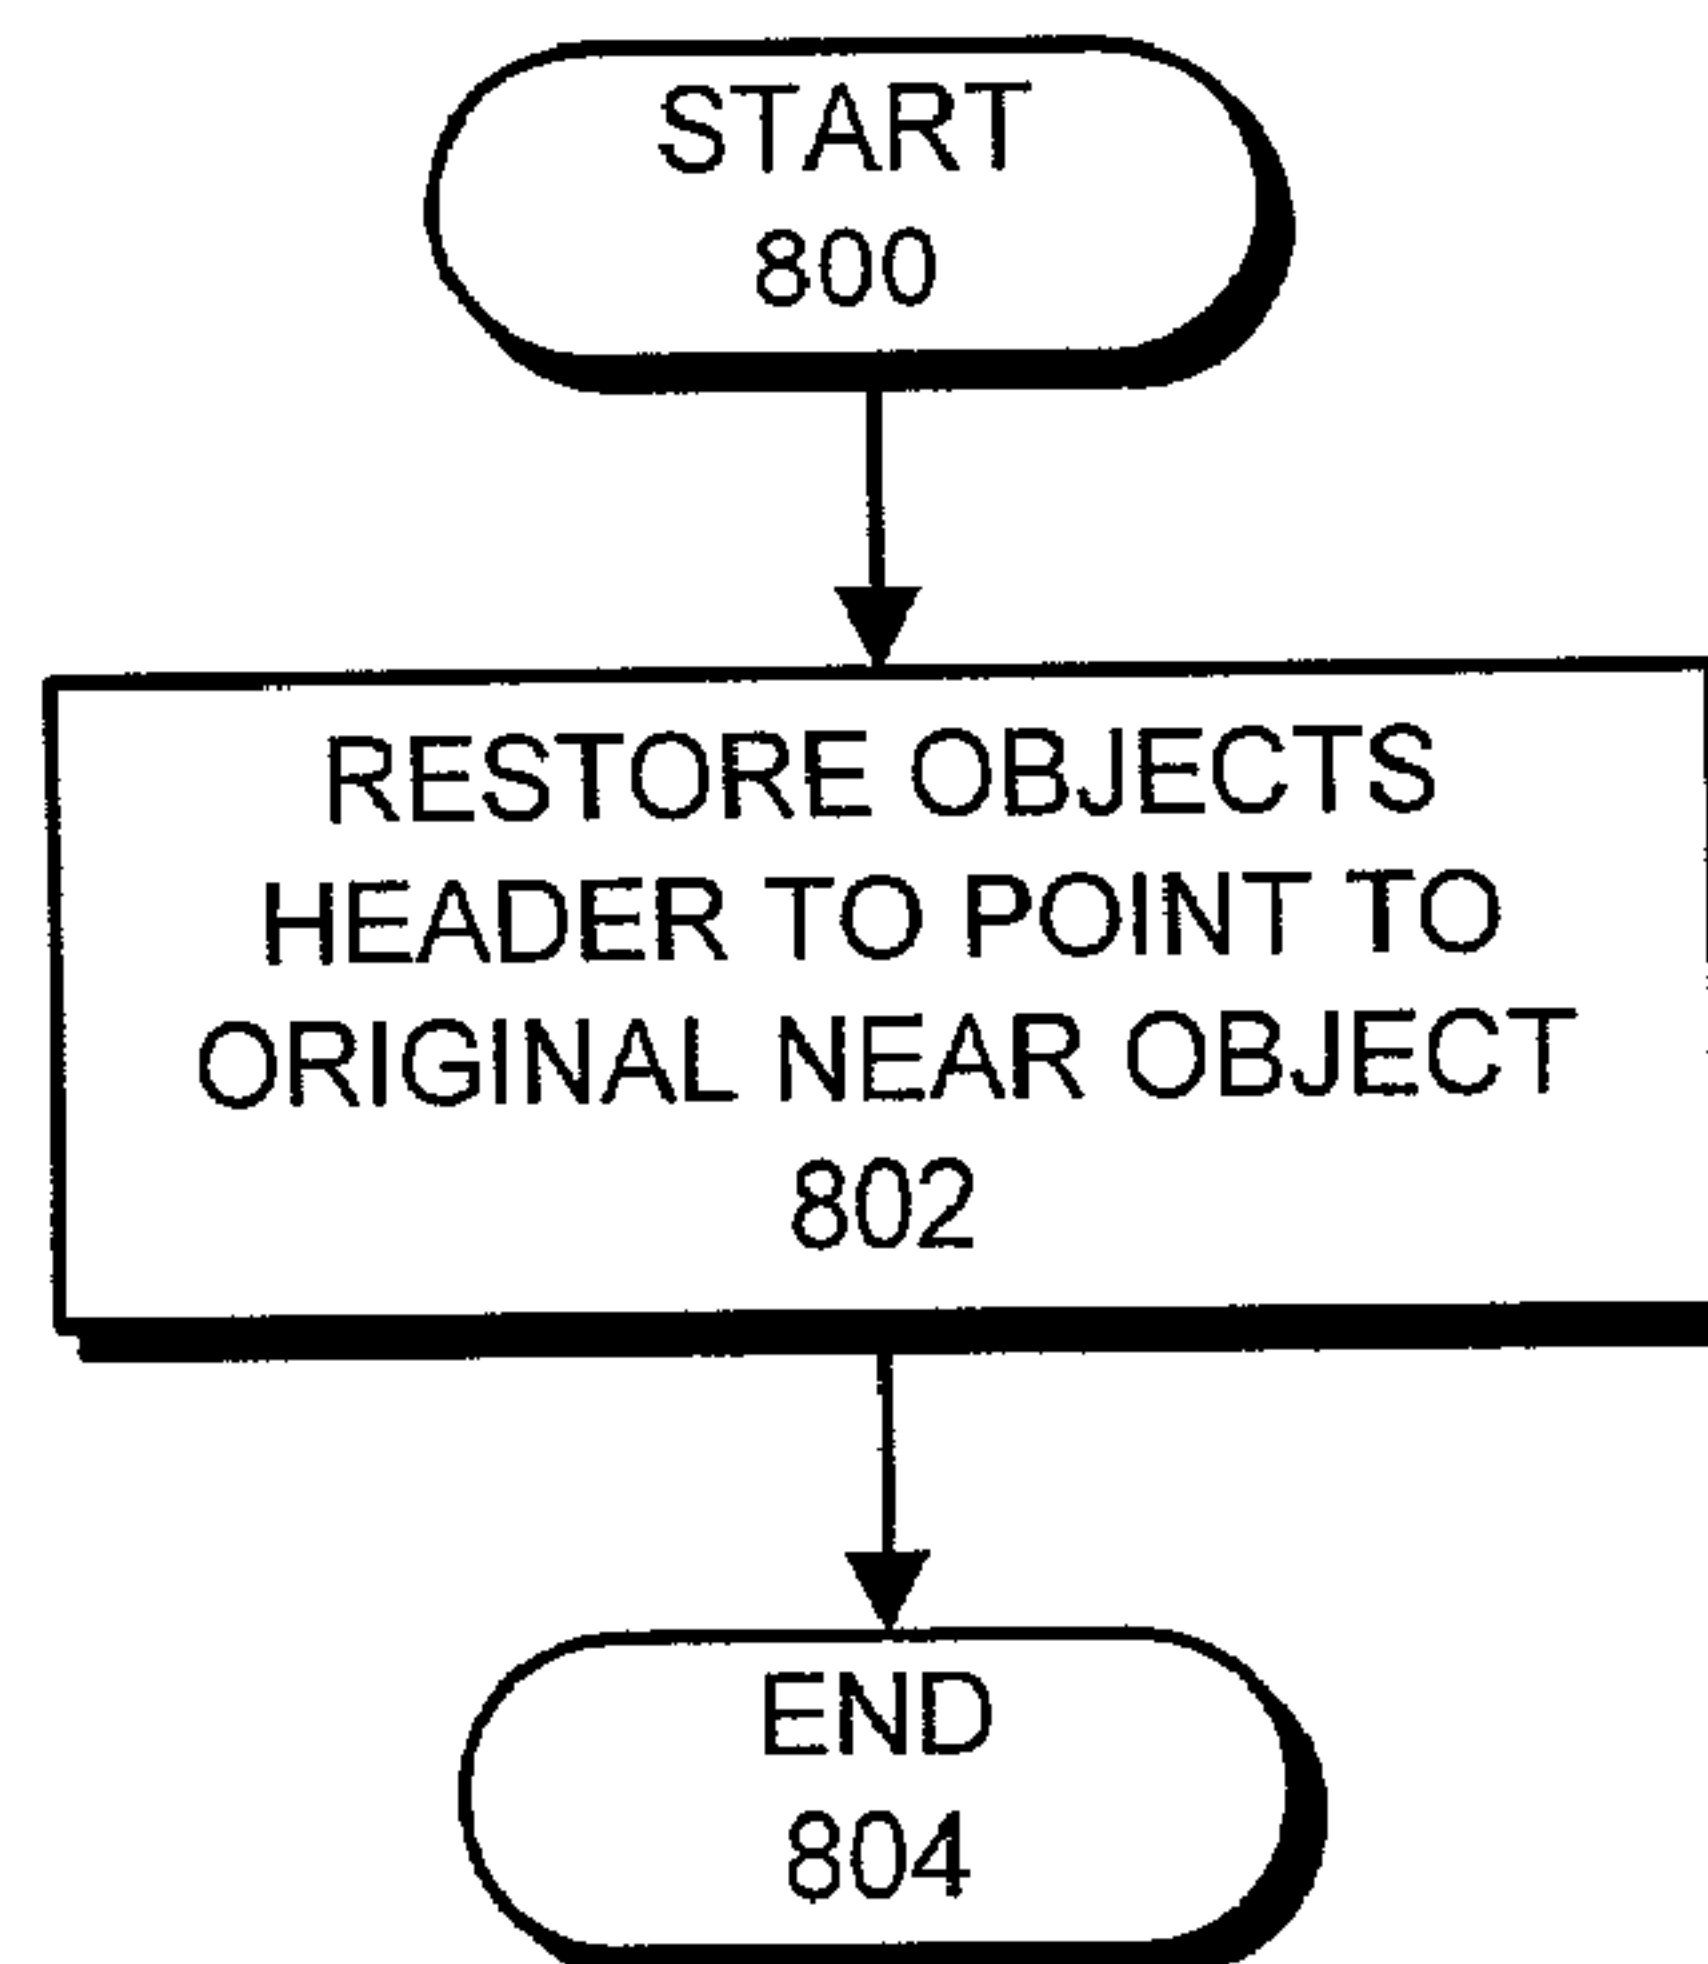 START
800
RESTORE OBJECTS
HEADER TO POINT TO
ORIGINAL NEAR OBJECT
802
END
804